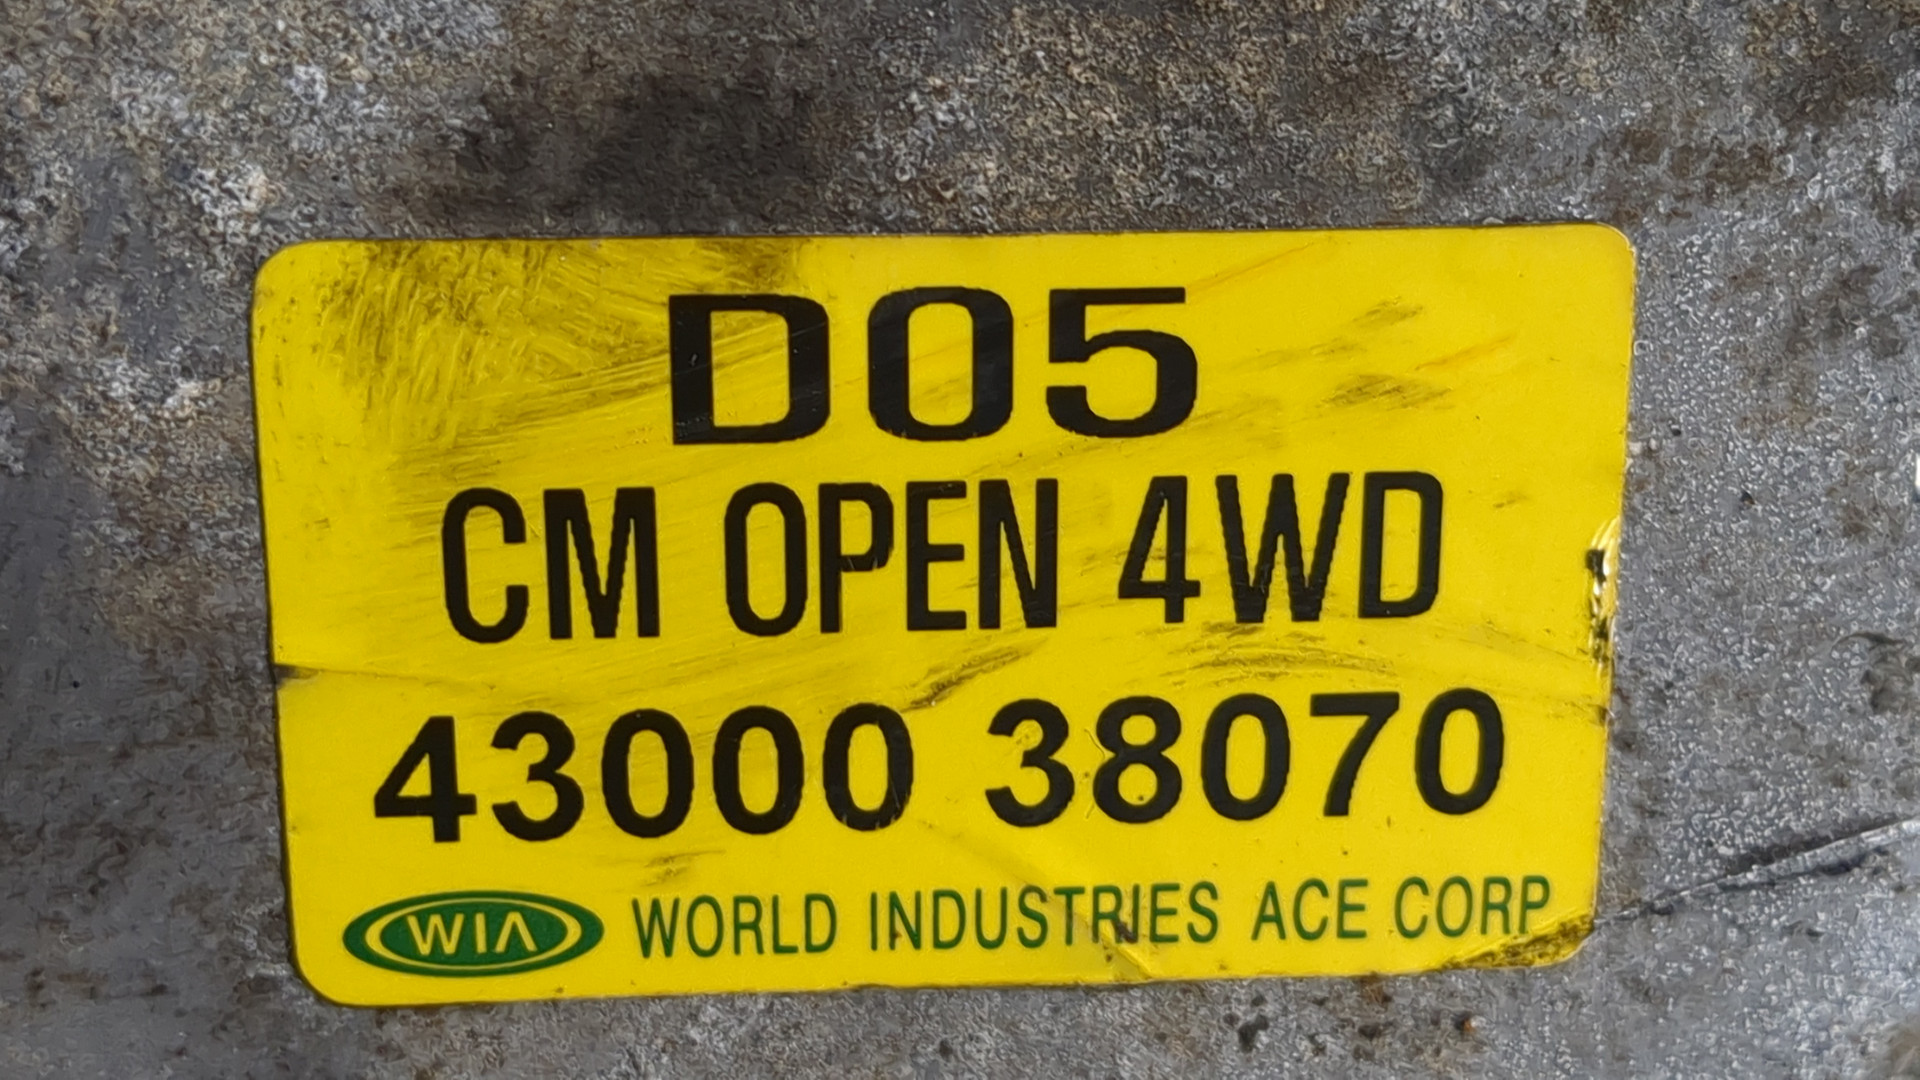 D05
CM OPEN 4WD
43000 38070
WIA WORLD INDUSTRIES ACE CORP